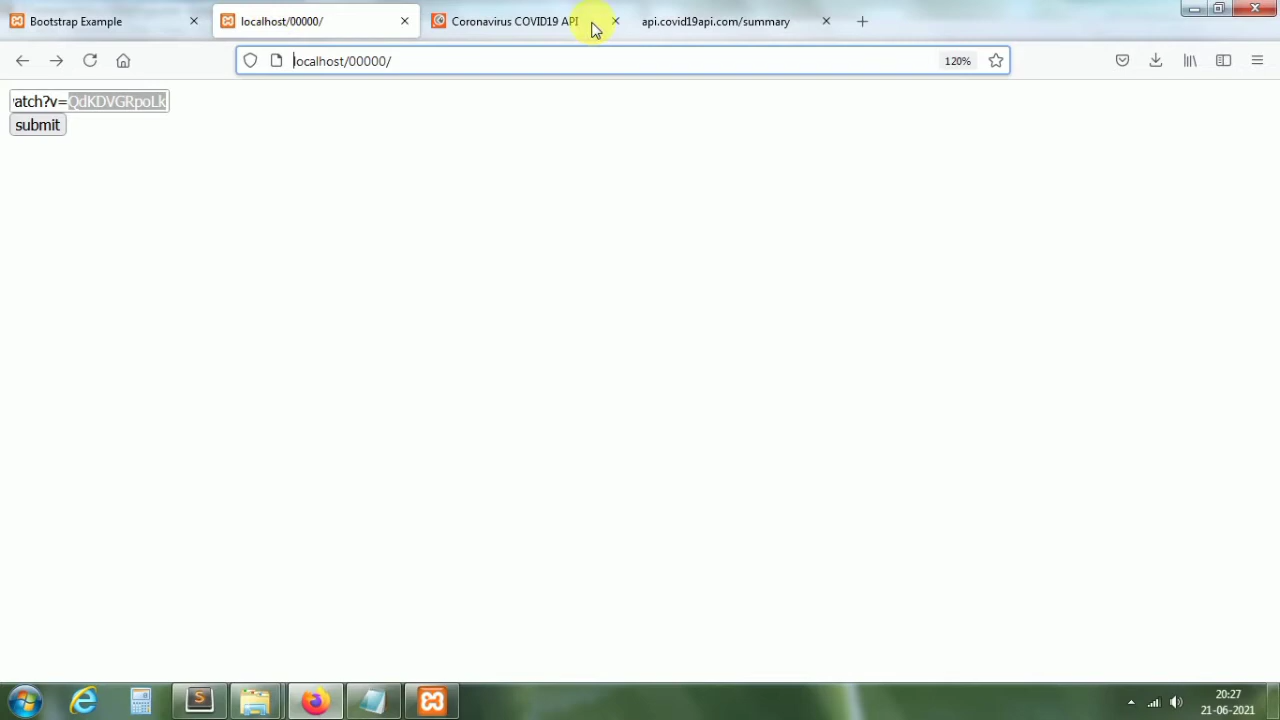 Bootstrap Example
localhost/00000/
Coronavirus COVID19 API
api.covid19api.com/summary
localhost/00000/
120%
atch?v=QdKDVGRpoLk
submit
20:27
21-06-2021